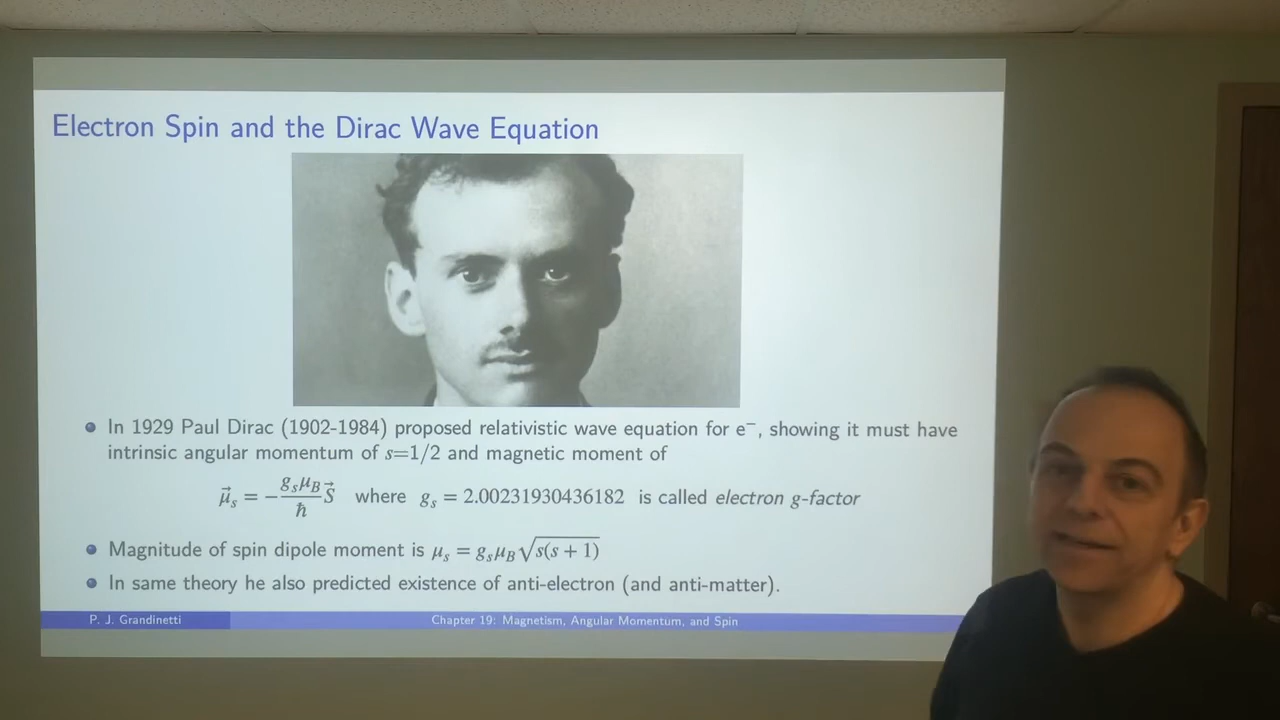 Electron Spin and the Dirac Wave Equation
In 1929 Paul Dirac (1902-1984) proposed relativistic wave equation for e⁻, showing it must have
intrinsic angular momentum of s=1/2 and magnetic moment of
μ⃗ₛ = −(gₛμ_B/ħ)S⃗ where gₛ = 2.00231930436182 is called electron g-factor
Magnitude of spin dipole moment is μₛ = gₛμ_B√(s(s + 1))
In same theory he also predicted existence of anti-electron (and anti-matter).
P. J. Grandinetti Chapter 19: Magnetism, Angular Momentum, and Spin